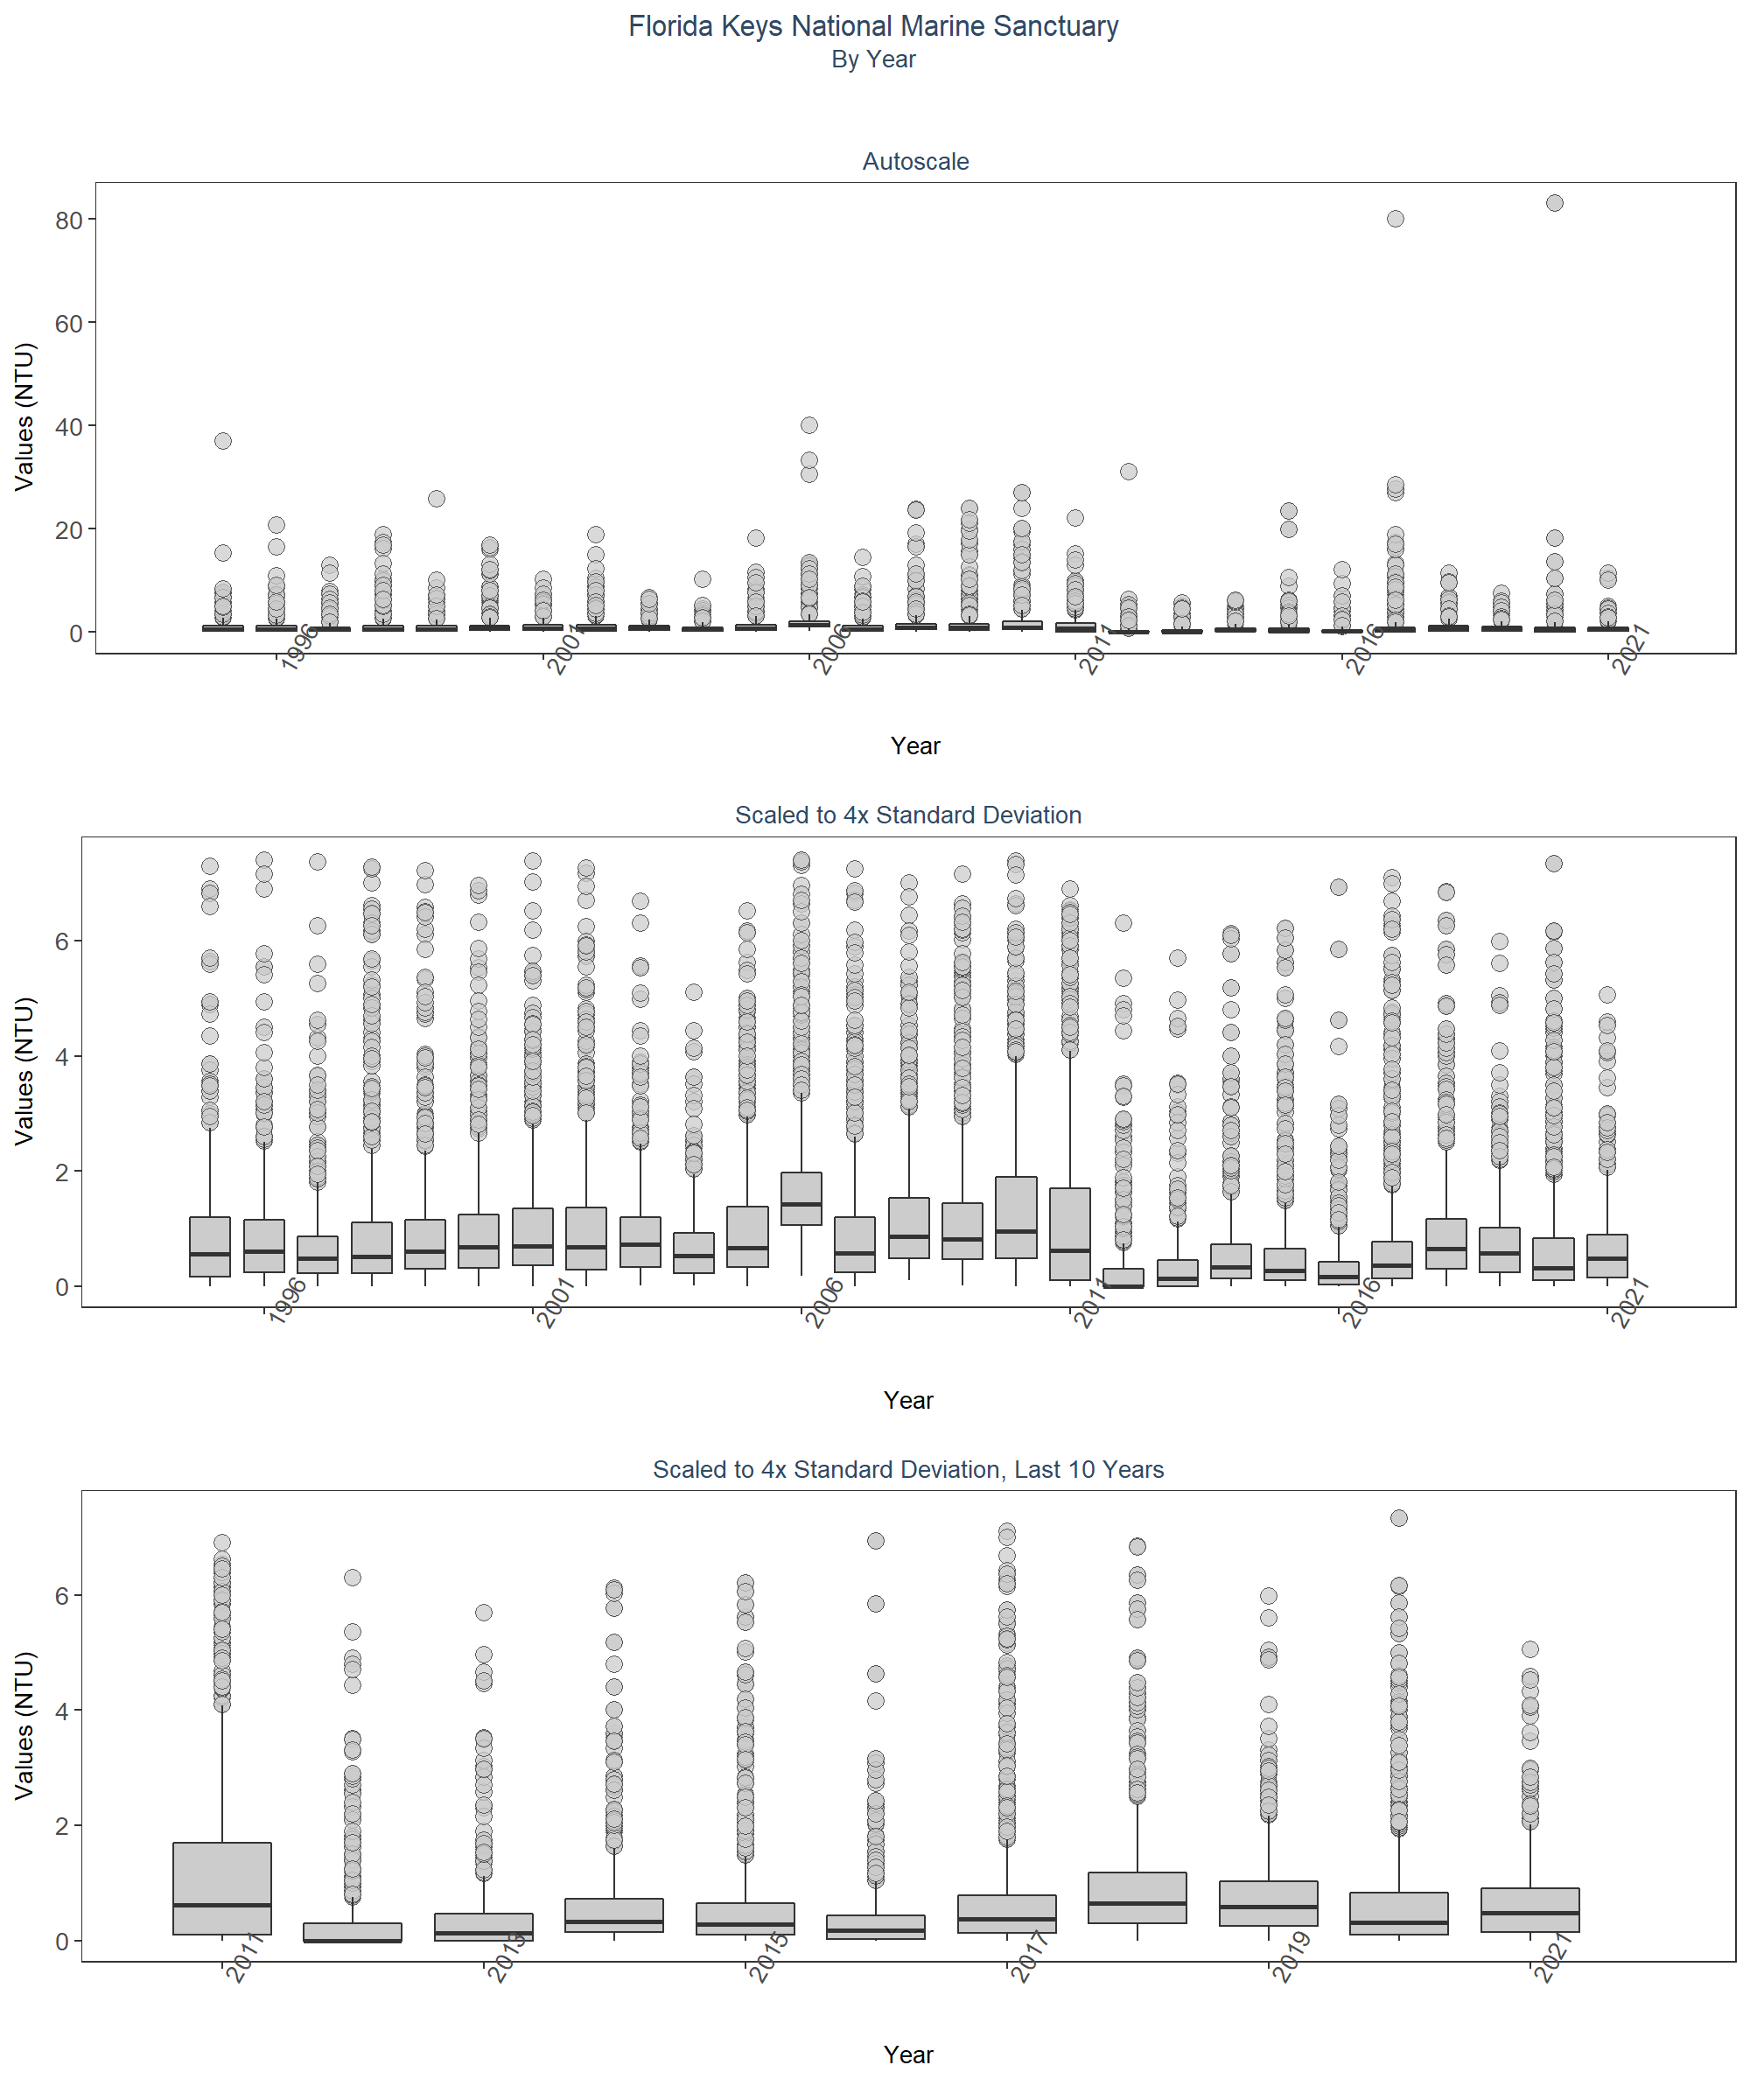 Florida Keys National Marine Sanctuary
By Year
Autoscale
Values (NTU)
80
60
40
20
0
1996 2001 2006 2011 2016 2021
Year
Scaled to 4x Standard Deviation
Values (NTU)
6
4
2
0
1996 2001 2006 2011 2016 2021
Year
Scaled to 4x Standard Deviation, Last 10 Years
Values (NTU)
6
4
2
0
2011 2013 2015 2017 2019 2021
Year